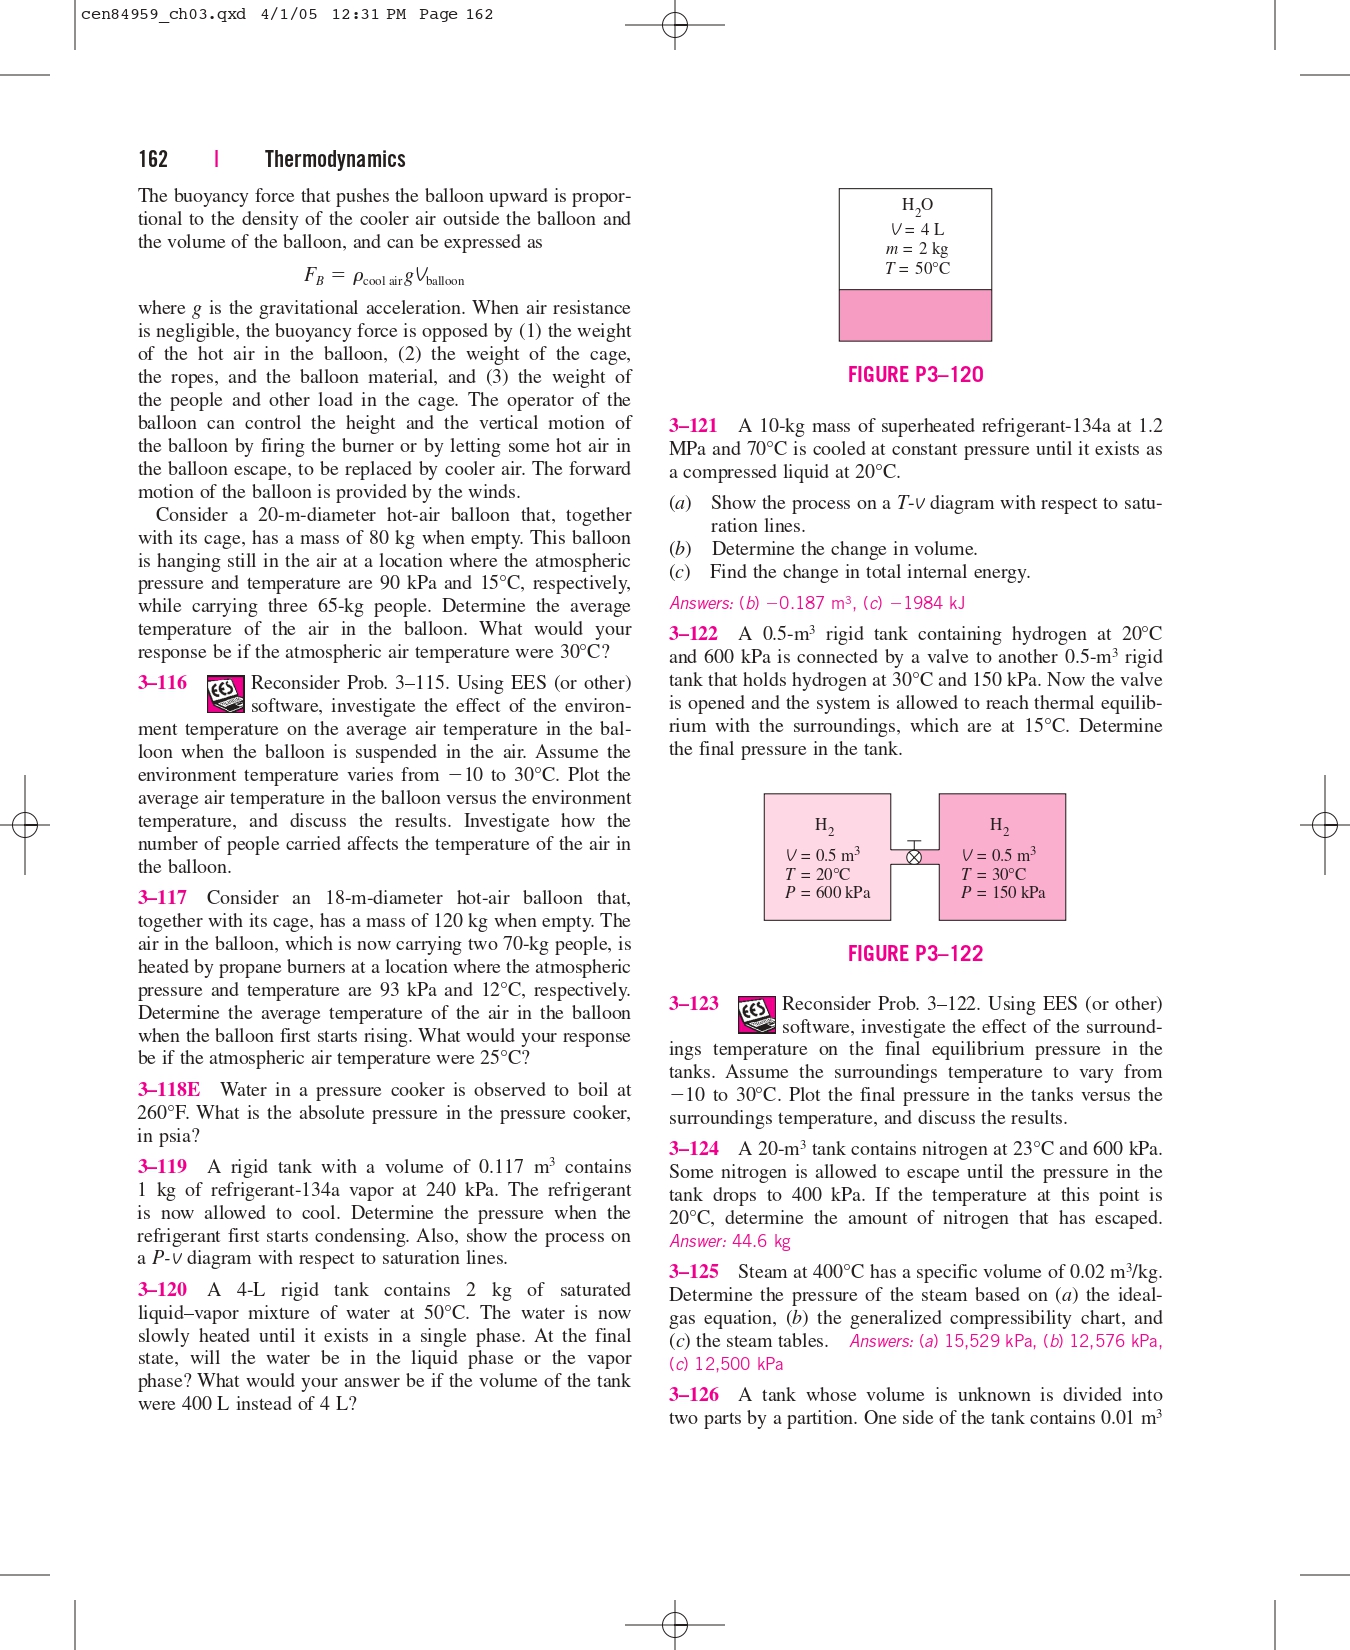 cen84959_ch03.qxd 4/1/05 12:31 PM Page 162
162 | Thermodynamics
The buoyancy force that pushes the balloon upward is propor-
tional to the density of the cooler air outside the balloon and
the volume of the balloon, and can be expressed as
F_B = ρ_cool air g V_balloon
where g is the gravitational acceleration. When air resistance
is negligible, the buoyancy force is opposed by (1) the weight
of the hot air in the balloon, (2) the weight of the cage,
the ropes, and the balloon material, and (3) the weight of
the people and other load in the cage. The operator of the
balloon can control the height and the vertical motion of
the balloon by firing the burner or by letting some hot air in
the balloon escape, to be replaced by cooler air. The forward
motion of the balloon is provided by the winds.
Consider a 20-m-diameter hot-air balloon that, together
with its cage, has a mass of 80 kg when empty. This balloon
is hanging still in the air at a location where the atmospheric
pressure and temperature are 90 kPa and 15°C, respectively,
while carrying three 65-kg people. Determine the average
temperature of the air in the balloon. What would your
response be if the atmospheric air temperature were 30°C?
3–116 EES Reconsider Prob. 3–115. Using EES (or other)
software, investigate the effect of the environ-
ment temperature on the average air temperature in the bal-
loon when the balloon is suspended in the air. Assume the
environment temperature varies from −10 to 30°C. Plot the
average air temperature in the balloon versus the environment
temperature, and discuss the results. Investigate how the
number of people carried affects the temperature of the air in
the balloon.
3–117 Consider an 18-m-diameter hot-air balloon that,
together with its cage, has a mass of 120 kg when empty. The
air in the balloon, which is now carrying two 70-kg people, is
heated by propane burners at a location where the atmospheric
pressure and temperature are 93 kPa and 12°C, respectively.
Determine the average temperature of the air in the balloon
when the balloon first starts rising. What would your response
be if the atmospheric air temperature were 25°C?
3–118E Water in a pressure cooker is observed to boil at
260°F. What is the absolute pressure in the pressure cooker,
in psia?
3–119 A rigid tank with a volume of 0.117 m³ contains
1 kg of refrigerant-134a vapor at 240 kPa. The refrigerant
is now allowed to cool. Determine the pressure when the
refrigerant first starts condensing. Also, show the process on
a P-V diagram with respect to saturation lines.
3–120 A 4-L rigid tank contains 2 kg of saturated
liquid–vapor mixture of water at 50°C. The water is now
slowly heated until it exists in a single phase. At the final
state, will the water be in the liquid phase or the vapor
phase? What would your answer be if the volume of the tank
were 400 L instead of 4 L?
H₂O
V = 4 L
m = 2 kg
T = 50°C
FIGURE P3–120
3–121 A 10-kg mass of superheated refrigerant-134a at 1.2
MPa and 70°C is cooled at constant pressure until it exists as
a compressed liquid at 20°C.
(a) Show the process on a T-v diagram with respect to satu-
ration lines.
(b) Determine the change in volume.
(c) Find the change in total internal energy.
Answers: (b) −0.187 m³, (c) −1984 kJ
3–122 A 0.5-m³ rigid tank containing hydrogen at 20°C
and 600 kPa is connected by a valve to another 0.5-m³ rigid
tank that holds hydrogen at 30°C and 150 kPa. Now the valve
is opened and the system is allowed to reach thermal equilib-
rium with the surroundings, which are at 15°C. Determine
the final pressure in the tank.
H₂
V = 0.5 m³
T = 20°C
P = 600 kPa
H₂
V = 0.5 m³
T = 30°C
P = 150 kPa
FIGURE P3–122
3–123 EES Reconsider Prob. 3–122. Using EES (or other)
software, investigate the effect of the surround-
ings temperature on the final equilibrium pressure in the
tanks. Assume the surroundings temperature to vary from
−10 to 30°C. Plot the final pressure in the tanks versus the
surroundings temperature, and discuss the results.
3–124 A 20-m³ tank contains nitrogen at 23°C and 600 kPa.
Some nitrogen is allowed to escape until the pressure in the
tank drops to 400 kPa. If the temperature at this point is
20°C, determine the amount of nitrogen that has escaped.
Answer: 44.6 kg
3–125 Steam at 400°C has a specific volume of 0.02 m³/kg.
Determine the pressure of the steam based on (a) the ideal-
gas equation, (b) the generalized compressibility chart, and
(c) the steam tables. Answers: (a) 15,529 kPa, (b) 12,576 kPa,
(c) 12,500 kPa
3–126 A tank whose volume is unknown is divided into
two parts by a partition. One side of the tank contains 0.01 m³